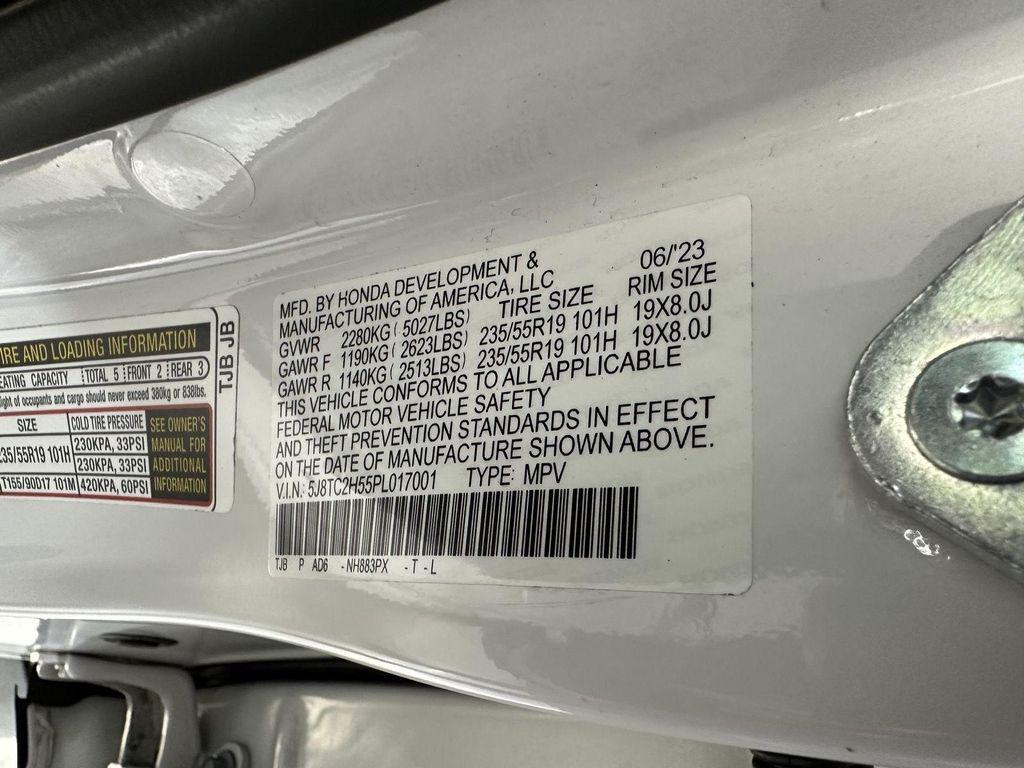 MFD. BY HONDA DEVELOPMENT & 06/'23
MANUFACTURING OF AMERICA, LLC
TIRE SIZE RIM SIZE
GVWR 2280KG ( 5027LBS)
GAWR F 1190KG ( 2623LBS) 235/55R19 101H 19X8.0J
GAWR R 1140KG ( 2513LBS) 235/55R19 101H 19X8.0J
THIS VEHICLE CONFORMS TO ALL APPLICABLE
FEDERAL MOTOR VEHICLE SAFETY
AND THEFT PREVENTION STANDARDS IN EFFECT
ON THE DATE OF MANUFACTURE SHOWN ABOVE.
V.I.N.: 5J8TC2H55PL017001 TYPE: MPV
TJB P AD6 - NH883PX - T - L
AND LOADING INFORMATION
CAPACITY TOTAL 5 FRONT 2 REAR 3
of occupants and cargo should never exceed 380kg or 838lbs.
SIZE COLD TIRE PRESSURE
235/55R19 101H 230KPA, 33PSI
230KPA, 33PSI
T155/90D17 101M 420KPA, 60PSI
SEE OWNER'S
MANUAL FOR
ADDITIONAL
INFORMATION
TJB JB